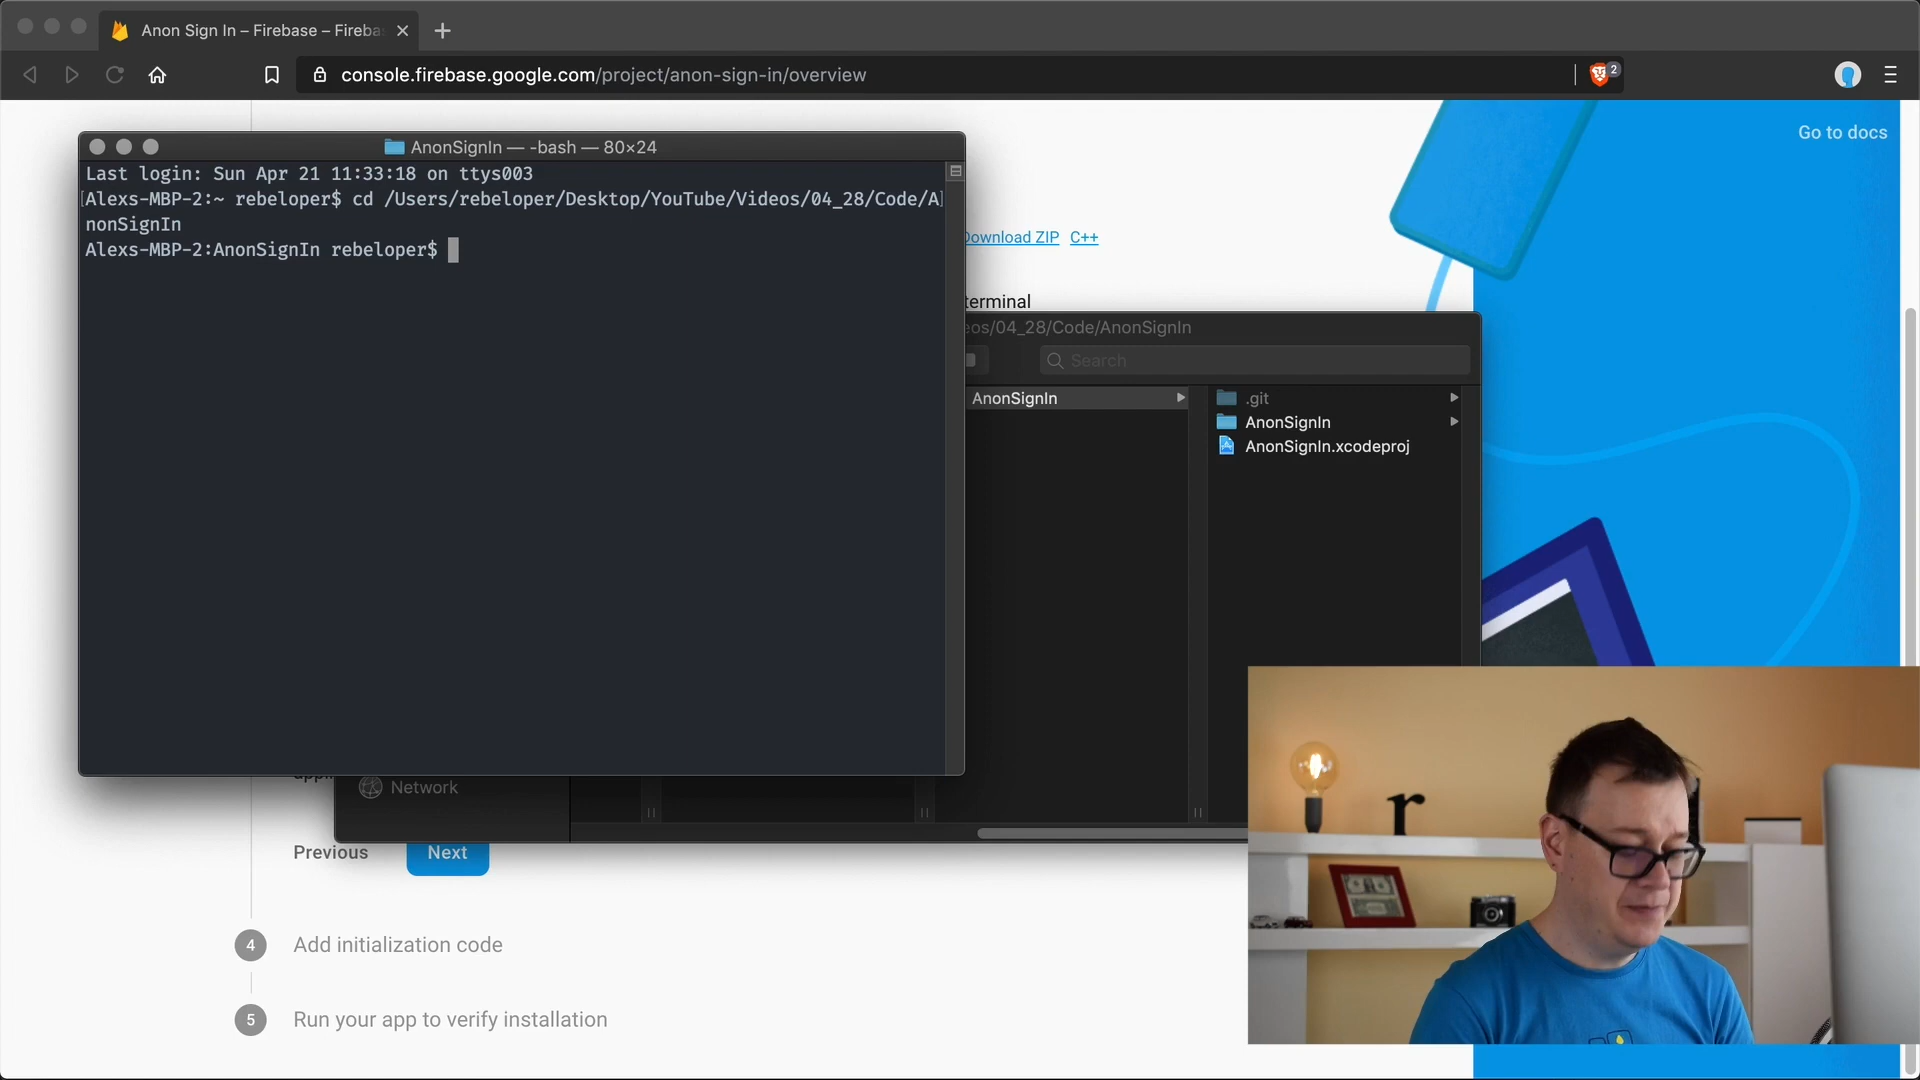 Anon Sign In – Firebase – Fireba
console.firebase.google.com/project/anon-sign-in/overview
2
Go to docs
AnonSignIn — -bash — 80×24
Last login: Sun Apr 21 11:33:18 on ttys003
[Alexs-MBP-2:~ rebeloper$ cd /Users/rebeloper/Desktop/YouTube/Videos/04_28/Code/A]
nonSignIn
Alexs-MBP-2:AnonSignIn rebeloper$
Download ZIP C++
terminal
eos/04_28/Code/AnonSignIn
Search
AnonSignIn
.git
AnonSignIn
AnonSignIn.xcodeproj
Network
Previous
Next
4 Add initialization code
5 Run your app to verify installation
r